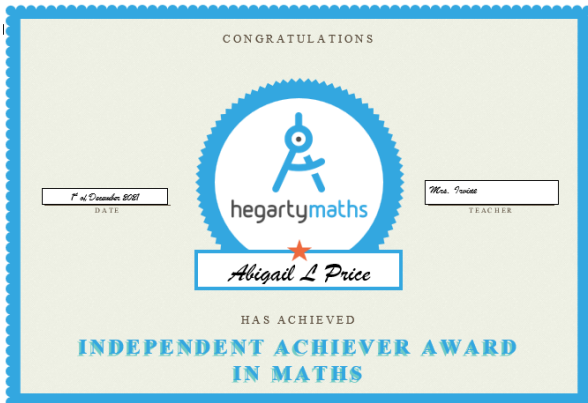 CONGRATULATIONS
hegartymaths
1st of December 2021
DATE
Mrs. Irvine
TEACHER
Abigail L Price
HAS ACHIEVED
INDEPENDENT ACHIEVER AWARD
IN MATHS